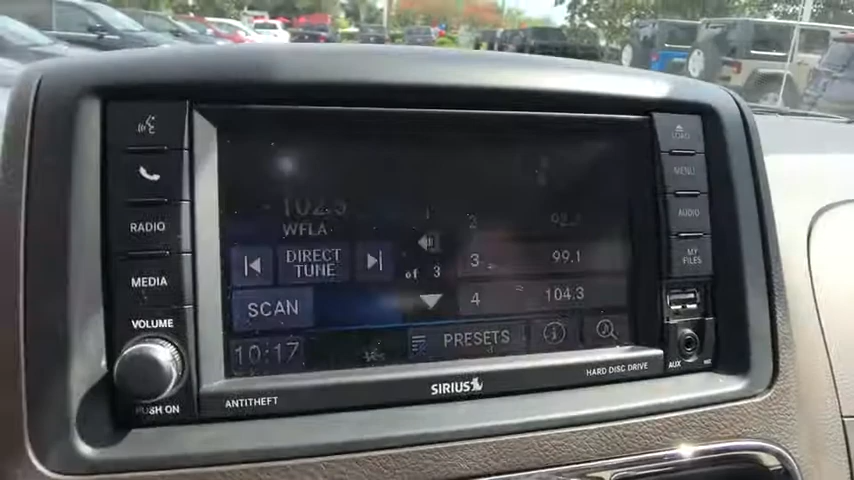 LOAD
MENU
RADIO
AUDIO
MEDIA
MY
FILES
VOLUME
PUSH ON
ANTITHEFT
SIRIUS
HARD DISC DRIVE
AUX
102.5
WFLA
DIRECT
TUNE
SCAN
10:17
of 3
2
3
99.1
4
104.3
PRESETS